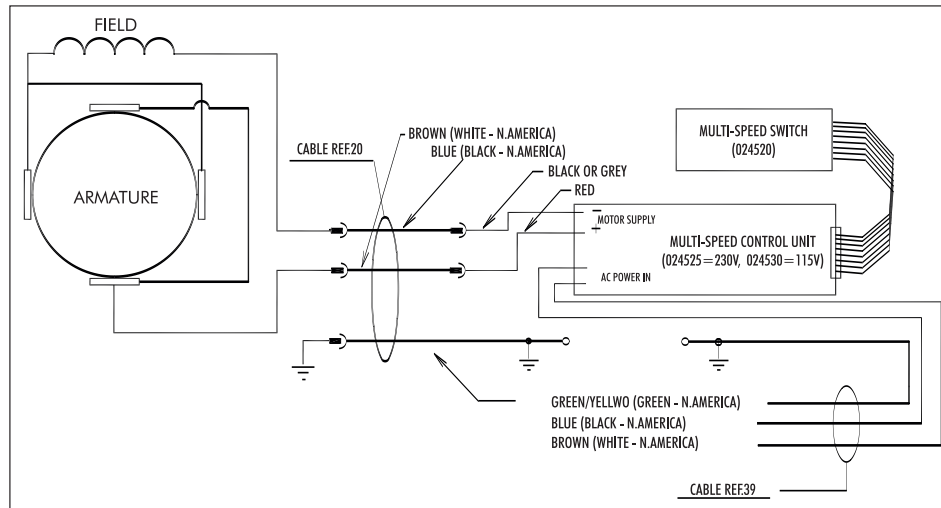 FIELD
ARMATURE
CABLE REF.20
BROWN (WHITE - N.AMERICA)
BLUE (BLACK - N.AMERICA)
BLACK OR GREY
RED
MULTI-SPEED SWITCH
(024520)
- MOTOR SUPPLY
+
MULTI-SPEED CONTROL UNIT
(024525=230V, 024530=115V)
AC POWER IN
GREEN/YELLWO (GREEN - N.AMERICA)
BLUE (BLACK - N.AMERICA)
BROWN (WHITE - N.AMERICA)
CABLE REF.39